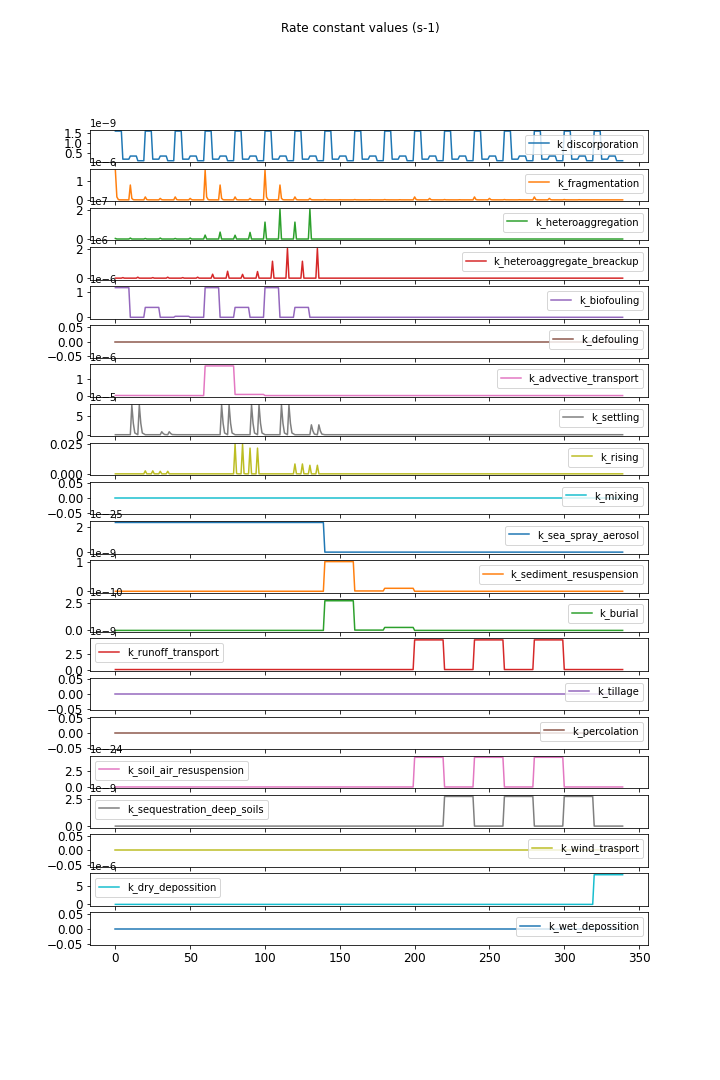 Rate constant values (s-1)
1e−9
1.5
1.0
0.5
k_discorporation
1e−6
1
0
k_fragmentation
1e7
2
0
k_heteroaggregation
1e6
2
0
k_heteroaggregate_breackup
1e−6
1
0
k_biofouling
0.05
0.00
−0.05
k_defouling
1e−6
1
0
k_advective_transport
1e−5
5
0
k_settling
0.025
0.000
k_rising
0.05
0.00
−0.05
k_mixing
1e−25
2
0
k_sea_spray_aerosol
1e−9
1
0
k_sediment_resuspension
1e−10
2.5
0.0
k_burial
1e−9
2.5
0.0
k_runoff_transport
0.05
0.00
−0.05
k_tillage
0.05
0.00
−0.05
k_percolation
1e−24
2.5
0.0
k_soil_air_resuspension
1e−9
2.5
0.0
k_sequestration_deep_soils
0.05
0.00
−0.05
k_wind_trasport
1e−6
5
0
k_dry_depossition
0.05
0.00
−0.05
k_wet_depossition
0 50 100 150 200 250 300 350